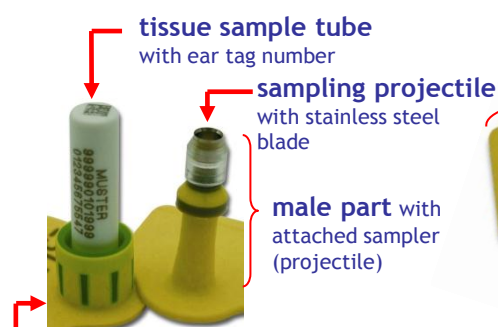 tissue sample tube
with ear tag number
sampling projectile
with stainless steel
blade
male part with
attached sampler
(projectile)
MUSTER